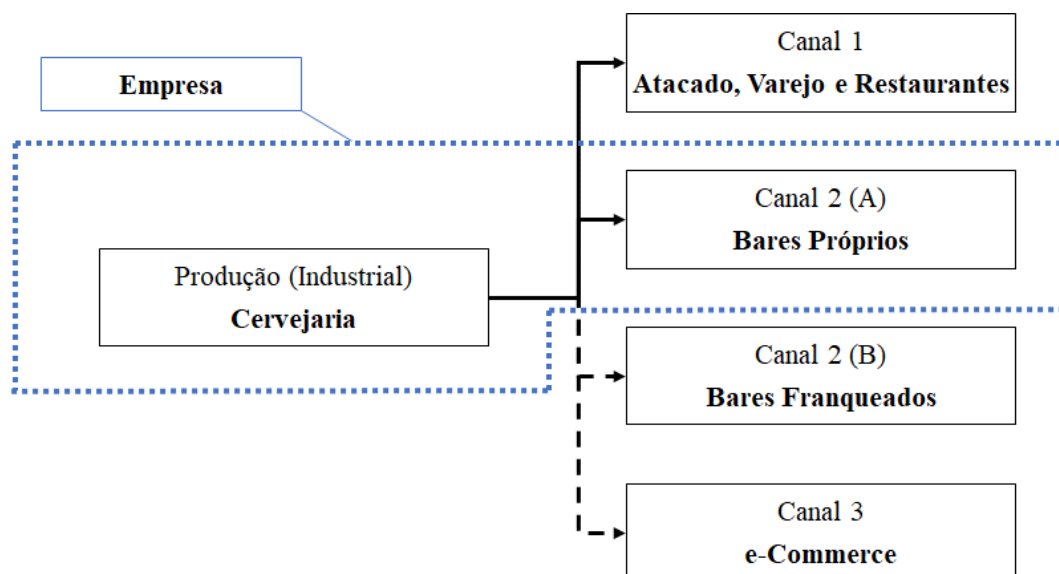 Empresa
Canal 1
Atacado, Varejo e Restaurantes
Canal 2 (A)
Bares Próprios
Produção (Industrial)
Cervejaria
Canal 2 (B)
Bares Franqueados
Canal 3
e-Commerce